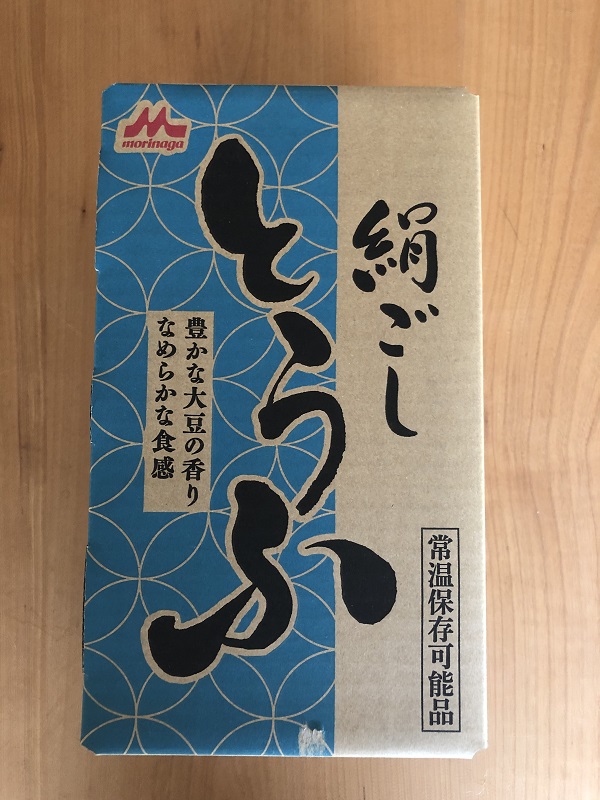 morinaga
絹ごし
とうふ
豊かな大豆の香り
なめらかな食感
常温保存可能品